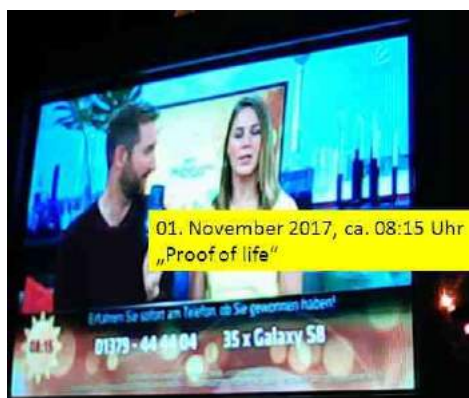 01. November 2017, ca. 08:15 Uhr
„Proof of life“
Erfahren Sie sofort am Telefon, ob Sie gewonnen haben!
08:15
01379 - 44 44 04
35 x Galaxy S8